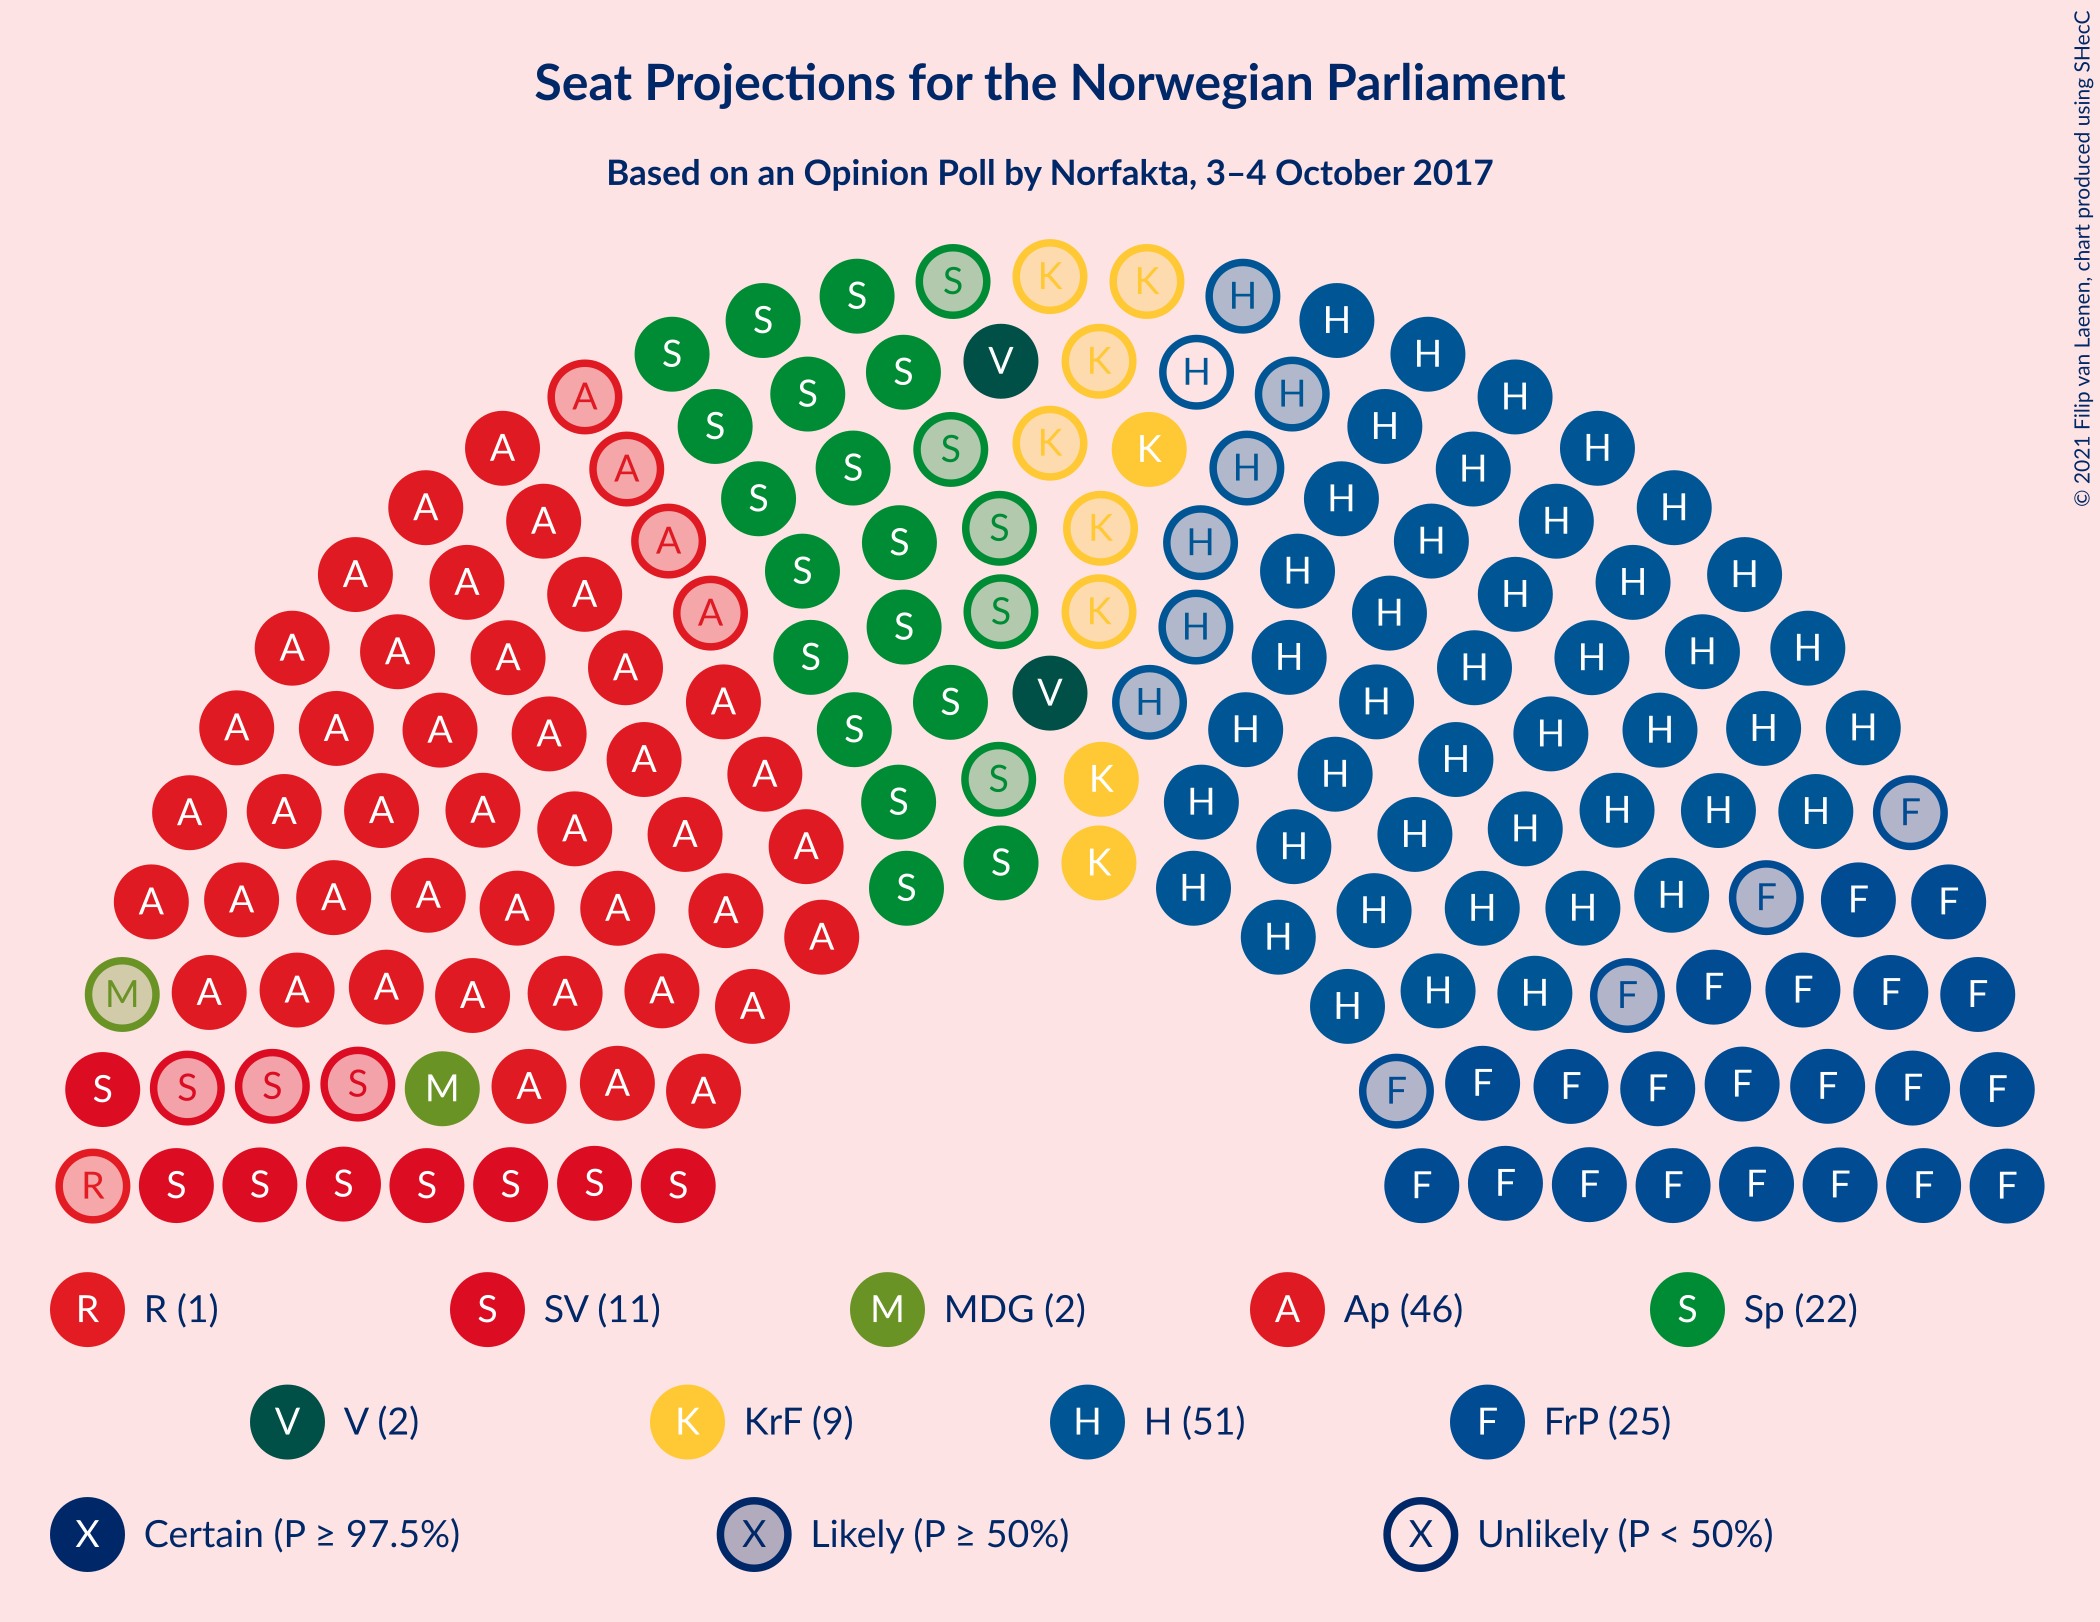 Seat Projections for the Norwegian Parliament
Based on an Opinion Poll by Norfakta, 3–4 October 2017
© 2021 Filip van Laenen, chart produced using SHecC
S K K H
S H
S H
S V K H H
A S H H
S S K H
A S H
A S K H H
S H
A S H
A S K H H
A S H
A H
A S K H
A S H
A H
A S V H
A S H
A H
A S K H
A S H
A H
A S K H
A A A A A A A A S H H H H H H H F
A A A A A A A A H H H H H F F F
M A A A A A A A H H H F F F F F
S S S S M A A A F F F F F F F F
R S S S S S S S F F F F F F F F
R R (1) S SV (11) M MDG (2) A Ap (46) S Sp (22)
V V (2) K KrF (9) H H (51) F FrP (25)
X Certain (P ≥ 97.5%) X Likely (P ≥ 50%) X Unlikely (P < 50%)